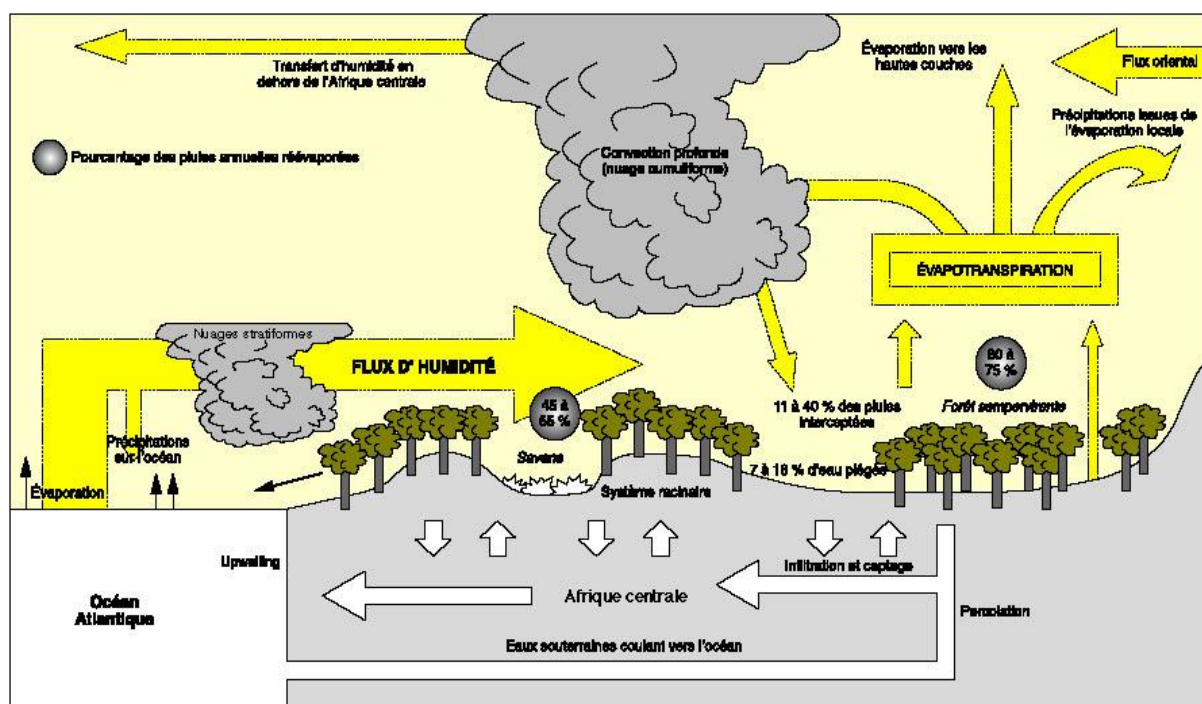 Transfert d'humidité en
dehors de l'Afrique centrale
Évaporation vers les
hautes couches
Flux oriental
Précipitations issues de
l'évaporation locale
Pourcentage des pluies annuelles réévaporées
Convection profonde
(nuage cumuliforme)
ÉVAPOTRANSPIRATION
Nuages stratiformes
FLUX D' HUMIDITÉ
45 à
55 %
60 à
75 %
11 à 40 % des pluies
interceptées
Forêt sempervirente
Précipitations
sur l'océan
Savane
7 à 18 % d'eau piégée
Évaporation
Système racinaire
Upwelling
Infiltration et captage
Océan
Atlantique
Afrique centrale
Percolation
Eaux souterraines coulant vers l'océan